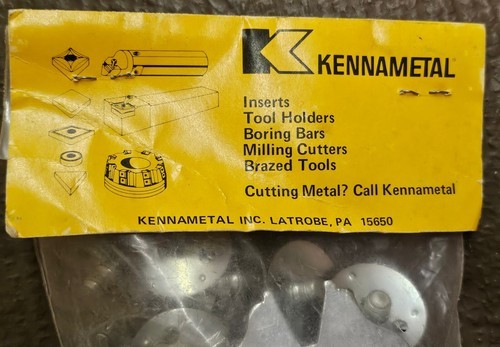 KENNAMETAL
Inserts
Tool Holders
Boring Bars
Milling Cutters
Brazed Tools
Cutting Metal? Call Kennametal
KENNAMETAL INC. LATROBE, PA 15650